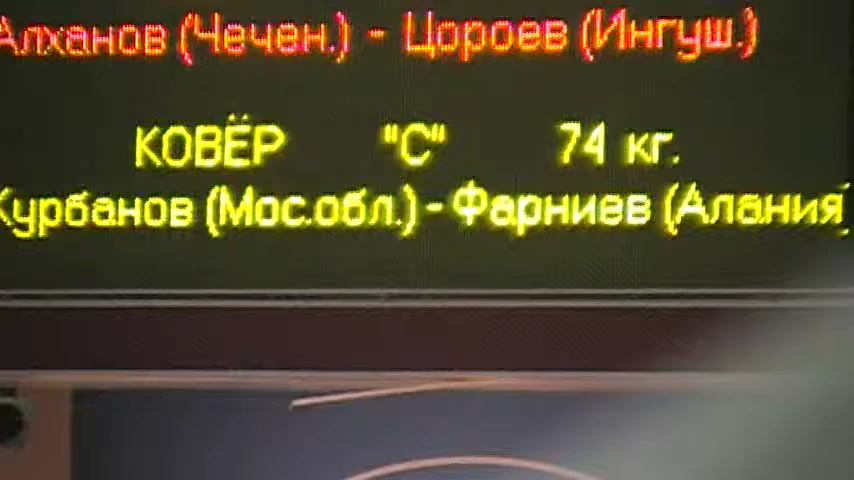 Алханов (Чечен.) - Цороев (Ингуш.)
КОВЁР "С" 74 кг.
Курбанов (Мос.обл.) - Фарниев (Алания)